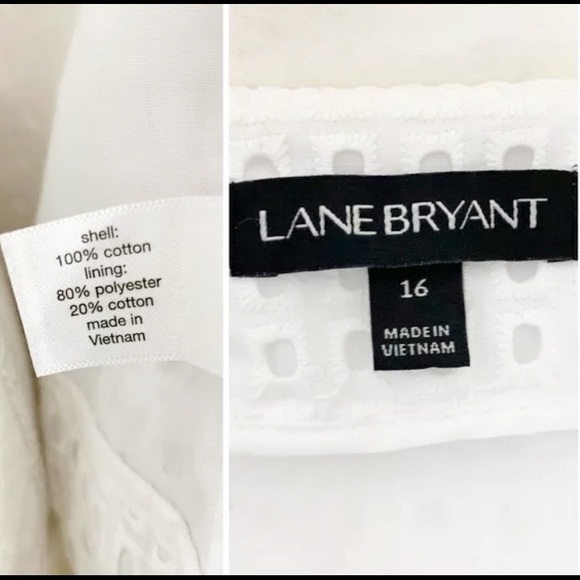 shell:
100% cotton
lining:
80% polyester
20% cotton
made in
Vietnam
LANE BRYANT
16
MADE IN
VIETNAM